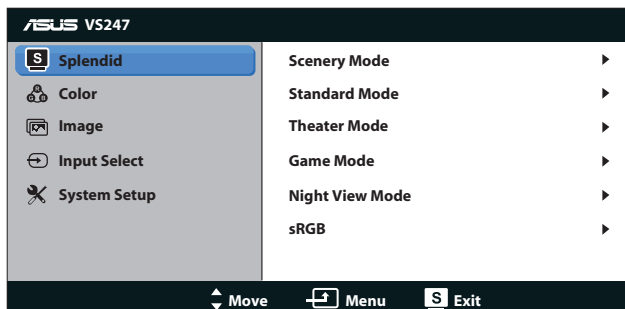 ASUS VS247
S Splendid
Color
Image
Input Select
System Setup
Scenery Mode
Standard Mode
Theater Mode
Game Mode
Night View Mode
sRGB
Move Menu S Exit